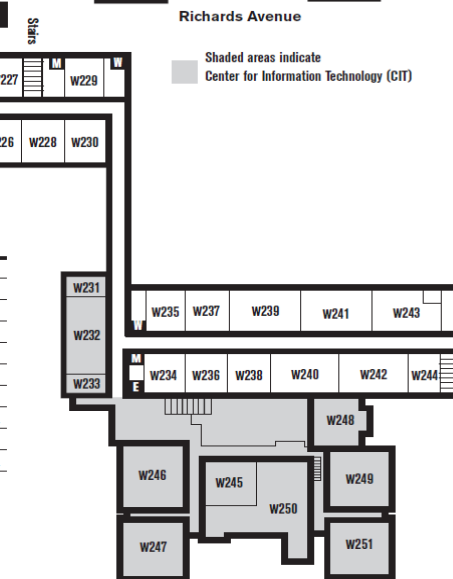 Richards Avenue
Stairs
Shaded areas indicate
Center for Information Technology (CIT)
M
W
227
W229
26
W228
W230
W231
W232
W233
W235
W237
W239
W241
W243
W
M
E
W234
W236
W238
W240
W242
W244
W248
W246
W245
W249
W250
W247
W251